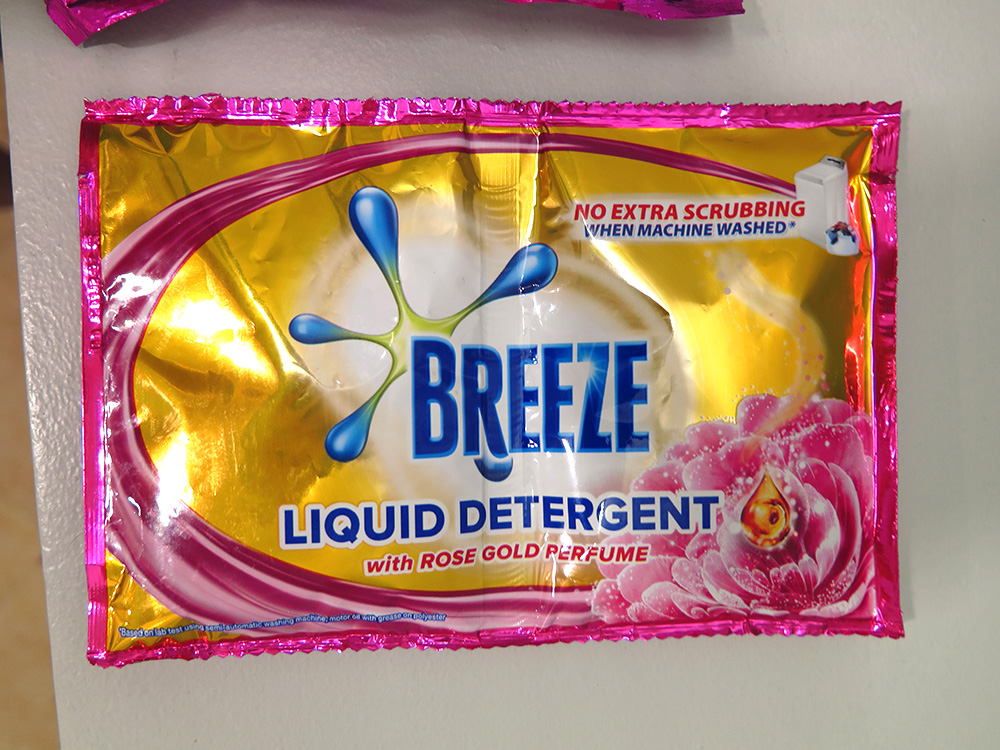 NO EXTRA SCRUBBING
WHEN MACHINE WASHED*
BREEZE
LIQUID DETERGENT
with ROSE GOLD PERFUME
*Based on lab test using semi-automatic washing machine; motor oil with grease on polyester